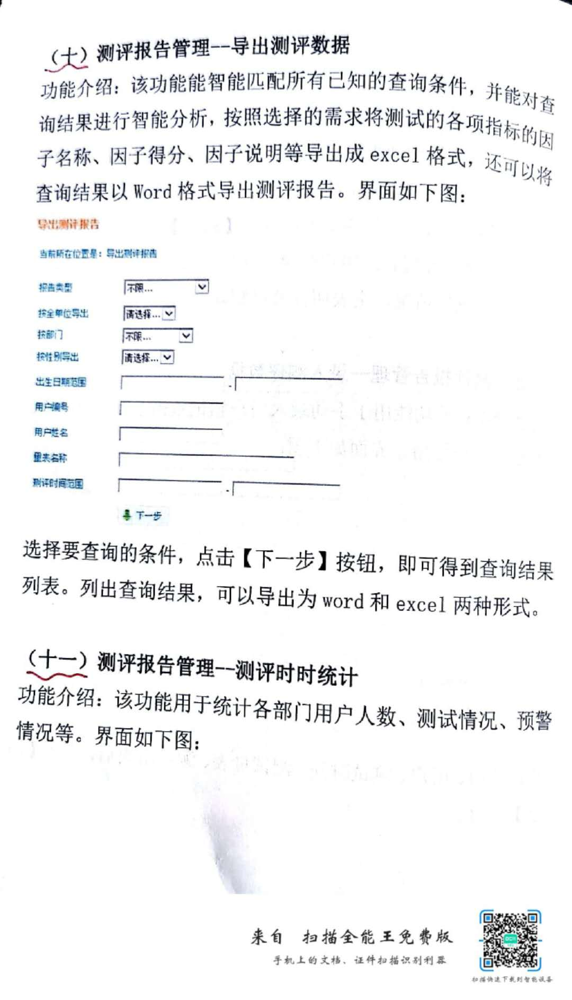 （十）测评报告管理--导出测评数据
功能介绍：该功能能智能匹配所有已知的查询条件，并能对查
询结果进行智能分析，按照选择的需求将测试的各项指标的因
子名称、因子得分、因子说明等导出成 excel 格式，还可以将
查询结果以 Word 格式导出测评报告。界面如下图：
导出测评报告
当前所在位置是：导出测评报告
报告类型 不限...
按全单位导出 请选择...
按部门 不限...
按性别导出 请选择...
出生日期范围 -
用户编号
用户姓名
量表名称
测评时间范围 -
下一步
选择要查询的条件，点击【下一步】按钮，即可得到查询结果
列表。列出查询结果，可以导出为 word 和 excel 两种形式。
（十一）测评报告管理--测评时时统计
功能介绍：该功能用于统计各部门用户人数、测试情况、预警
情况等。界面如下图：
来自 扫描全能王免费版
手机上的文档、证件扫描识别利器
扫描快速下载到智能设备